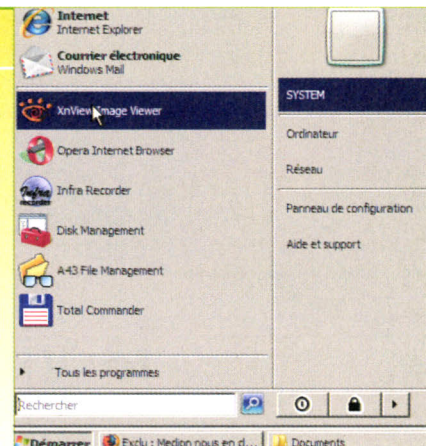 Internet
Internet Explorer
Courrier électronique
Windows Mail
XnView Image Viewer
Opera Internet Browser
Infra recorder
Infra Recorder
Disk Management
A43 File Management
Total Commander
Tous les programmes
Rechercher
SYSTEM
Ordinateur
Réseau
Panneau de configuration
Aide et support
Démarrer
Exclu : Medion nous en d...
Documents